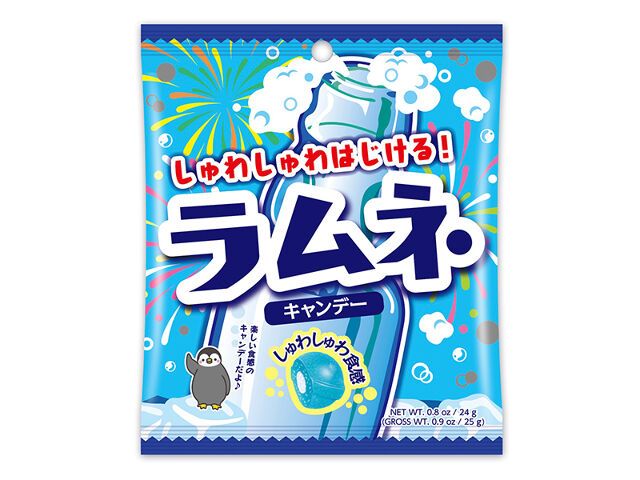 しゅわしゅわはじける!
ラムネ
キャンデー
楽しい食感の
キャンデーだよ♪
しゅわしゅわ食感
NET WT. 0.8 oz / 24 g
(GROSS WT. 0.9 oz / 25 g)